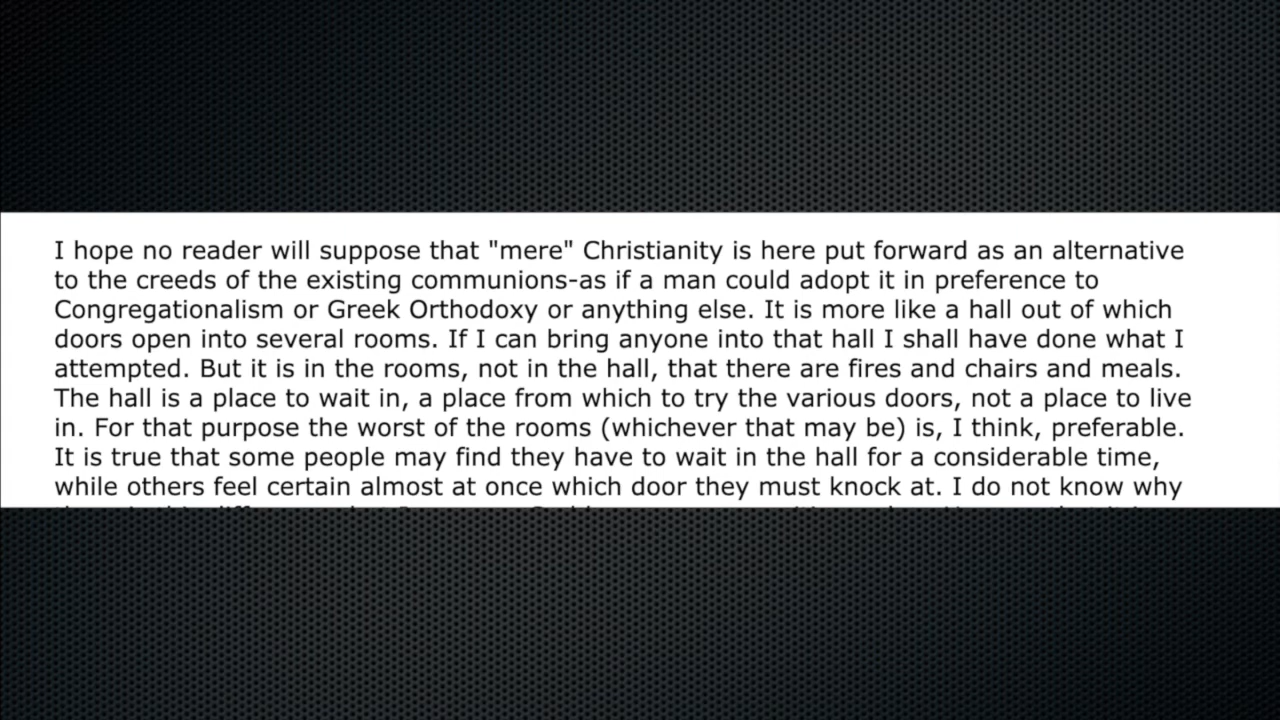 I hope no reader will suppose that "mere" Christianity is here put forward as an alternative
to the creeds of the existing communions-as if a man could adopt it in preference to
Congregationalism or Greek Orthodoxy or anything else. It is more like a hall out of which
doors open into several rooms. If I can bring anyone into that hall I shall have done what I
attempted. But it is in the rooms, not in the hall, that there are fires and chairs and meals.
The hall is a place to wait in, a place from which to try the various doors, not a place to live
in. For that purpose the worst of the rooms (whichever that may be) is, I think, preferable.
It is true that some people may find they have to wait in the hall for a considerable time,
while others feel certain almost at once which door they must knock at. I do not know why